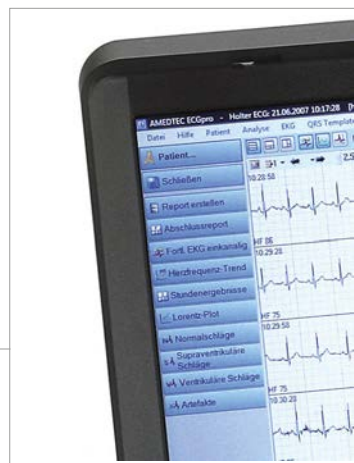 AMEDTEC ECGpro - Holter ECG: 21.06.2007 10:17:28
Datei Hilfe Patient Analyse EKG QRS Template
Patient...
Schließen
Report erstellen
Abschlussreport
Fortl. EKG einkanalig
Herzfrequenz-Trend
Stundenergebnisse
Lorentz-Plot
Normalschläge
Supraventrikuläre
Schläge
Ventrikuläre Schläge
Artefakte
2.5
10:28:58
HF 86
10:29:28
HF 75
10:29:58
HF 75
10:30:28